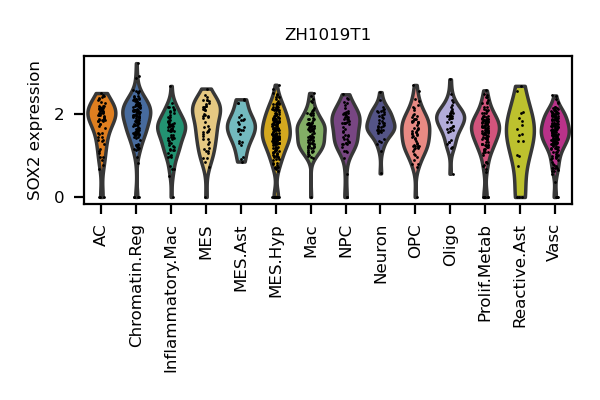 ZH1019T1
SOX2 expression
2
0
AC
Chromatin.Reg
Inflammatory.Mac
MES
MES.Ast
MES.Hyp
Mac
NPC
Neuron
OPC
Oligo
Prolif.Metab
Reactive.Ast
Vasc